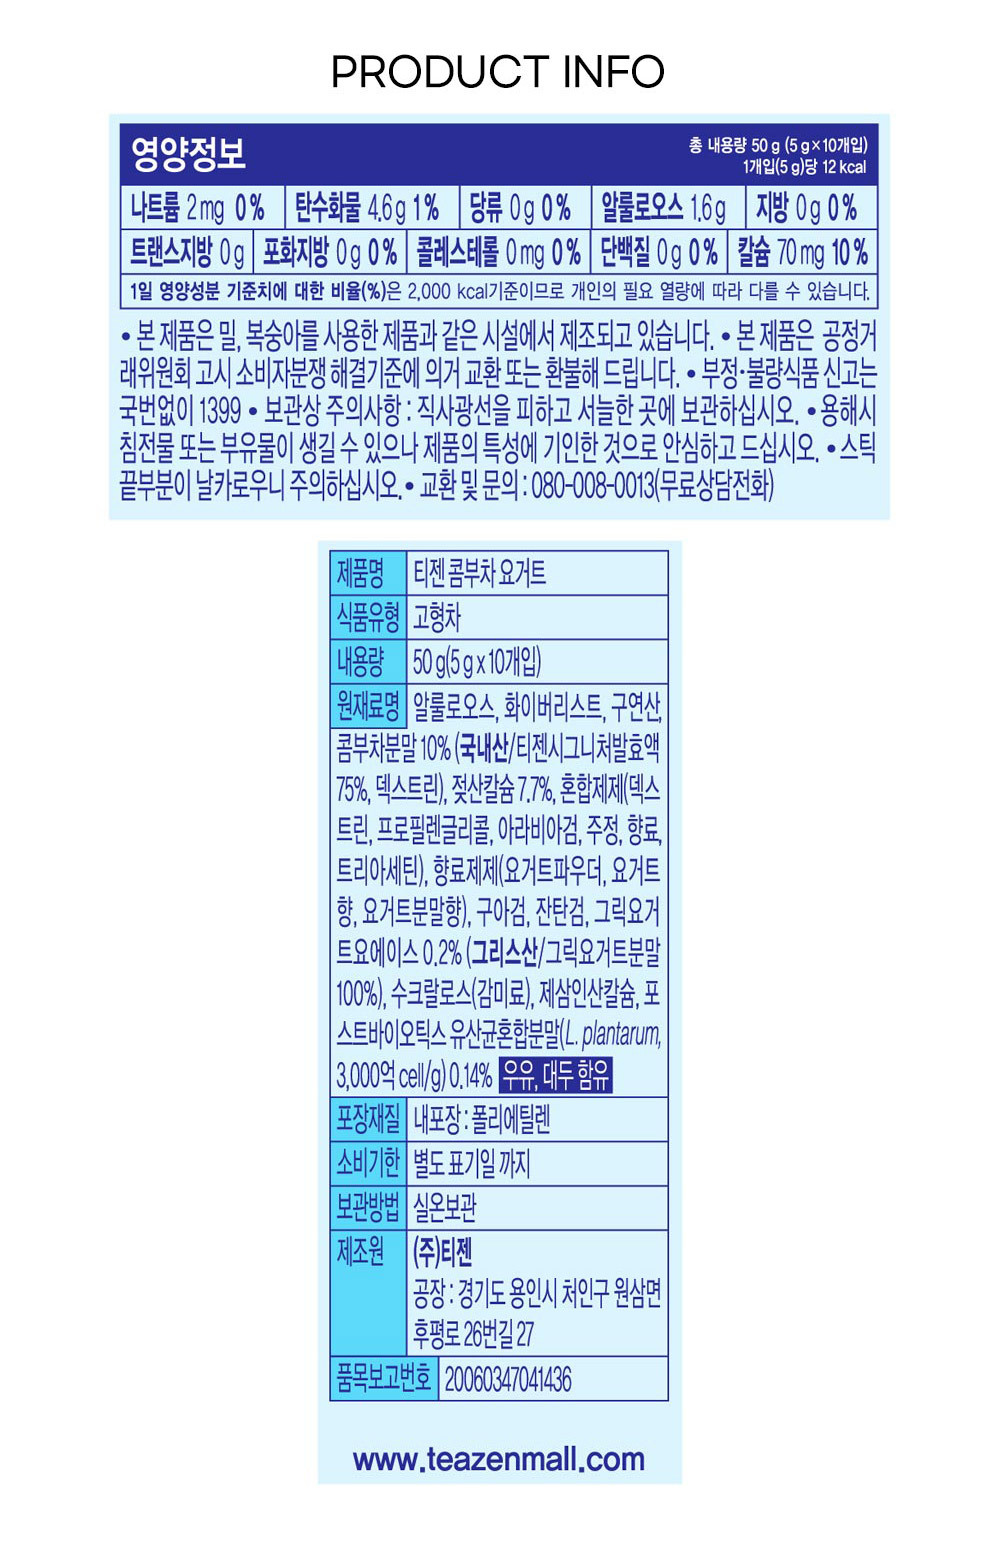 PRODUCT INFO
영양정보
총 내용량 50 g (5 g×10개입)
1개입(5 g)당 12 kcal
나트륨 2mg 0% 탄수화물 4.6g 1% 당류 0g 0% 알룰로오스 1.6g 지방 0g 0%
트랜스지방 0g 포화지방 0g 0% 콜레스테롤 0mg 0% 단백질 0g 0% 칼슘 70mg 10%
1일 영양성분 기준치에 대한 비율(%)은 2,000 kcal기준이므로 개인의 필요 열량에 따라 다를 수 있습니다.
• 본 제품은 밀, 복숭아를 사용한 제품과 같은 시설에서 제조되고 있습니다. • 본 제품은 공정거
래위원회 고시 소비자분쟁 해결기준에 의거 교환 또는 환불해 드립니다. • 부정·불량식품 신고는
국번없이 1399 • 보관상 주의사항 : 직사광선을 피하고 서늘한 곳에 보관하십시오. • 용해시
침전물 또는 부유물이 생길 수 있으나 제품의 특성에 기인한 것으로 안심하고 드십시오. • 스틱
끝부분이 날카로우니 주의하십시오. • 교환 및 문의 : 080-008-0013(무료상담전화)
제품명 티젠 콤부차 요거트
식품유형 고형차
내용량 50 g(5 g x 10개입)
원재료명 알룰로오스, 화이버리스트, 구연산,
콤부차분말 10% (국내산/티젠시그니처발효액
75%, 덱스트린), 젖산칼슘 7.7%, 혼합제제(덱스
트린, 프로필렌글리콜, 아라비아검, 주정, 향료,
트리아세틴), 향료제제(요거트파우더, 요거트
향, 요거트분말향), 구아검, 잔탄검, 그릭요거
트요에이스 0.2% (그리스산/그릭요거트분말
100%), 수크랄로스(감미료), 제삼인산칼슘, 포
스트바이오틱스 유산균혼합분말(L. plantarum,
3,000억 cell/g) 0.14% 우유, 대두 함유
포장재질 내포장 : 폴리에틸렌
소비기한 별도 표기일 까지
보관방법 실온보관
제조원 (주)티젠
공장 : 경기도 용인시 처인구 원삼면
후평로 26번길 27
품목보고번호 20060347041436
www.teazenmall.com